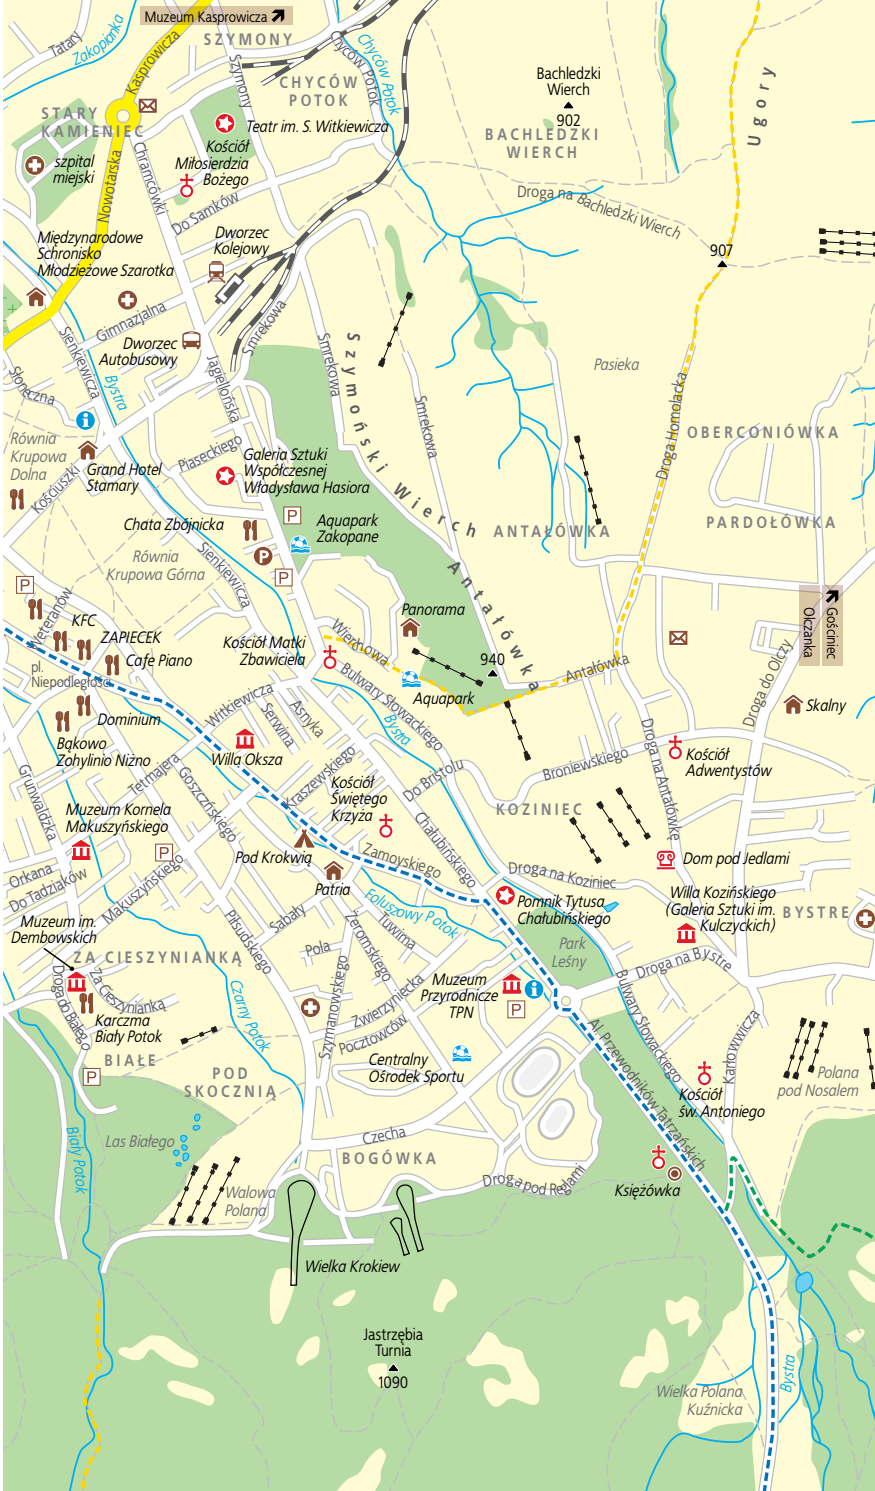 Muzeum Kasprowicza
Tatary
Zakopianka
Kasprowicza
SZYMONY
Szymony
Chyców Potok
Chyców Potok
CHYCÓW
POTOK
Bachledzki
Wierch
902
BACHLEDZKI
WIERCH
Ugory
STARY
KAMIENIEC
Teatr im. S. Witkiewicza
Kościół
Miłosierdzia
Bożego
szpital
miejski
Nowotarska
Chramcówki
Do Samków
Droga na Bachledzki Wierch
907
Międzynarodowe
Schronisko
Młodzieżowe Szarotka
Dworzec
Kolejowy
Gimnazjalna
Sienkiewicza
Smrekowa
Smrekowa
Szymoński Wierch
Dworzec
Autobusowy
Jagiellońska
Bystra
Słoneczna
Pasieka
Smrekowa
Droga Homolacka
OBERCONIÓWKA
Równia
Krupowa
Dolna
Kościuszki
Grand Hotel
Stamary
Piaseckiego
Galeria Sztuki
Współczesnej
Władysława Hasiora
Chata Zbójnicka
P
Aquapark
Zakopane
ANTAŁÓWKA
PARDOŁÓWKA
Równia
Krupowa Górna
Sienkiewicza
P
P
P
Antałówka
Gościniec
Olczanka
Weteranów
KFC
ZAPIECEK
Cafe Piano
pl.
Niepodległości
Panorama
Kościół Matki
Zbawiciela
Wierchowa
940
Antałówka
Aquapark
Bulwary Słowackiego
Bystra
Droga do Olczy
Skalny
Dominium
Bąkowo
Zohylinio Niżno
Witkiewicza
Asnyka
Serwina
Willa Oksza
Tetmajera
Goszczńskiego
Grunwaldzka
Kraszewskiego
Do Bristolu
Broniewskiego
Droga na Antałówkę
Kościół
Adwentystów
Kościół
Świętego
Krzyża
KOZINIEC
Muzeum Kornela
Makuszyńskiego
P
Pod Krokwią
Zamoyskiego
Chałubińskiego
Dom pod Jedlami
Orkana
Do Tadziaków
Makuszyńskiego
Patria
Droga na Koziniec
Willa Kozińskiego
(Galeria Sztuki im.
Kulczyckich)
BYSTRE
Muzeum im.
Dembowskich
Piłsudskiego
Sabały
Foluszowy Potok
Pomnik Tytusa
Chałubińskiego
Park
Leśny
ZA CIESZYNIANKĄ
Pola
Żeromskiego
Tuwima
Droga na Bystre
Droga do Białego
Za Cieszynianką
Czarny Potok
Szymanowskiego
Zwierzyniecka
Pocztowców
Muzeum
Przyrodnicze
TPN
P
Bulwary Słowackiego
Karczma
Biały Potok
BIAŁE
P
POD
SKOCZNIĄ
Centralny
Ośrodek Sportu
Al. Przewodników Tatrzańskich
Karłowwicza
Polana
pod Nosalem
Kościół
św. Antoniego
Biały Potok
Las Białego
Czecha
BOGÓWKA
Droga pod Reglami
Walowa
Polana
Księżówka
Wielka Krokiew
Jastrzębia
Turnia
1090
Wielka Polana
Kuźnicka
Bystra